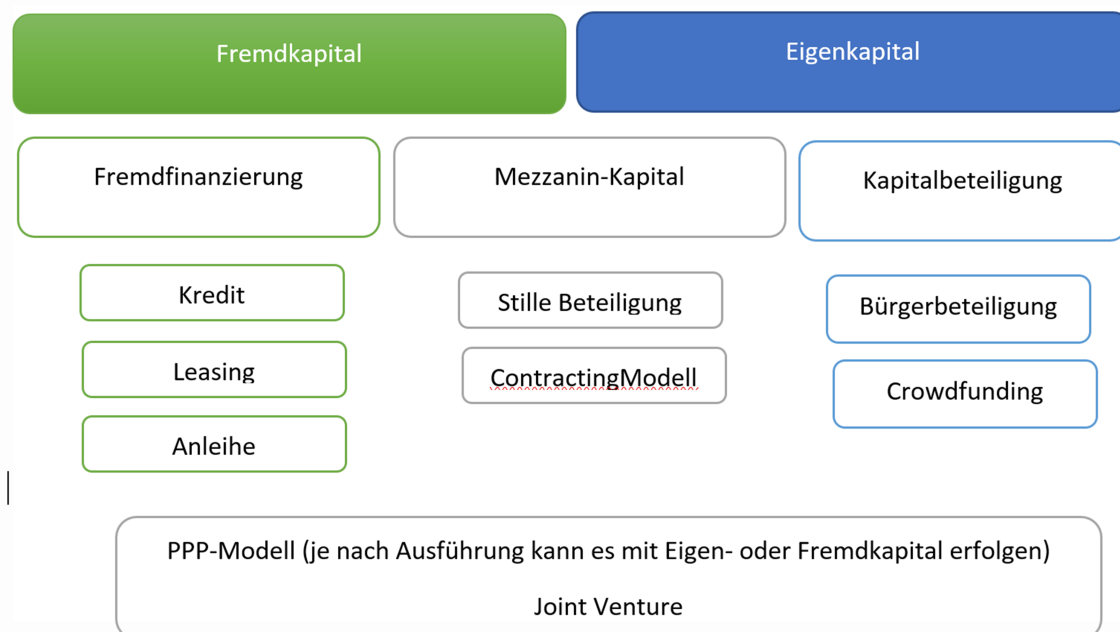 Fremdkapital
Eigenkapital
Fremdfinanzierung
Mezzanin-Kapital
Kapitalbeteiligung
Kredit
Stille Beteiligung
Bürgerbeteiligung
Leasing
ContractingModell
Crowdfunding
Anleihe
PPP-Modell (je nach Ausführung kann es mit Eigen- oder Fremdkapital erfolgen)
Joint Venture